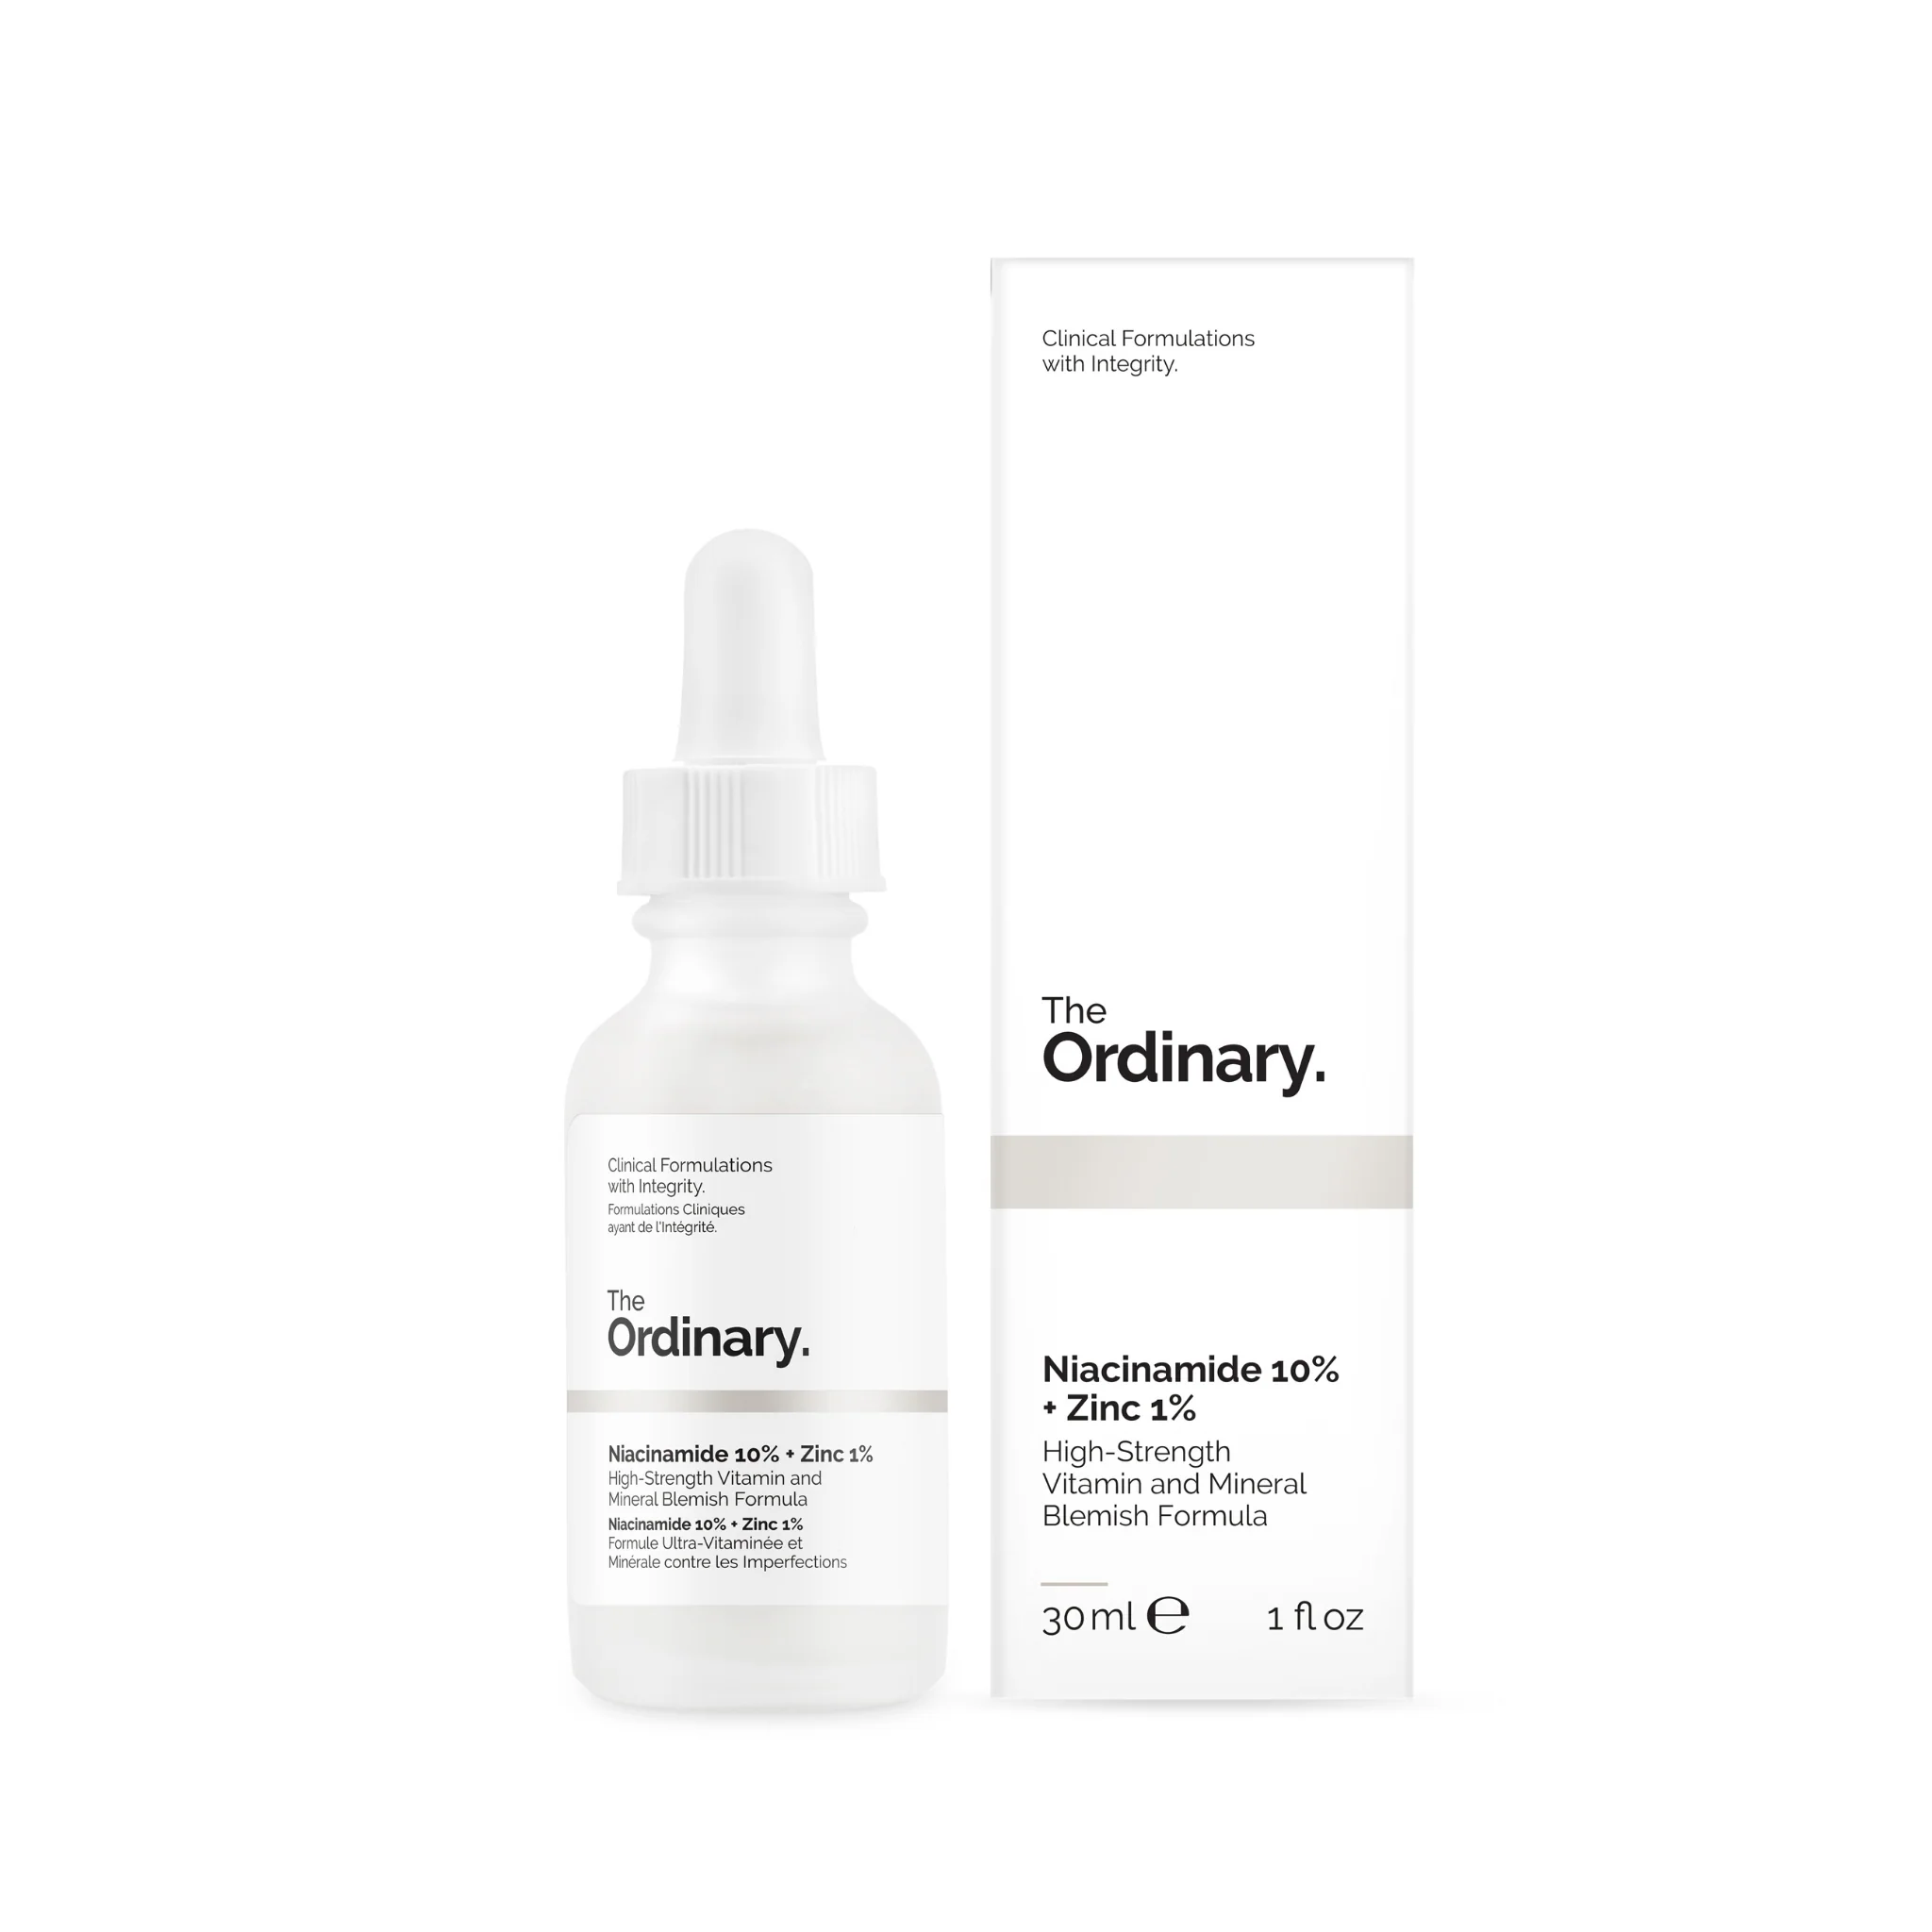 Clinical Formulations
with Integrity.
Formulations Cliniques
ayant de l'Intégrité.
The
Ordinary.
Niacinamide 10% + Zinc 1%
High-Strength Vitamin and
Mineral Blemish Formula
Niacinamide 10% + Zinc 1%
Formule Ultra-Vitaminée et
Minérale contre les Imperfections
Clinical Formulations
with Integrity.
The
Ordinary.
Niacinamide 10%
+ Zinc 1%
High-Strength
Vitamin and Mineral
Blemish Formula
30 ml ℮ 1 fl oz